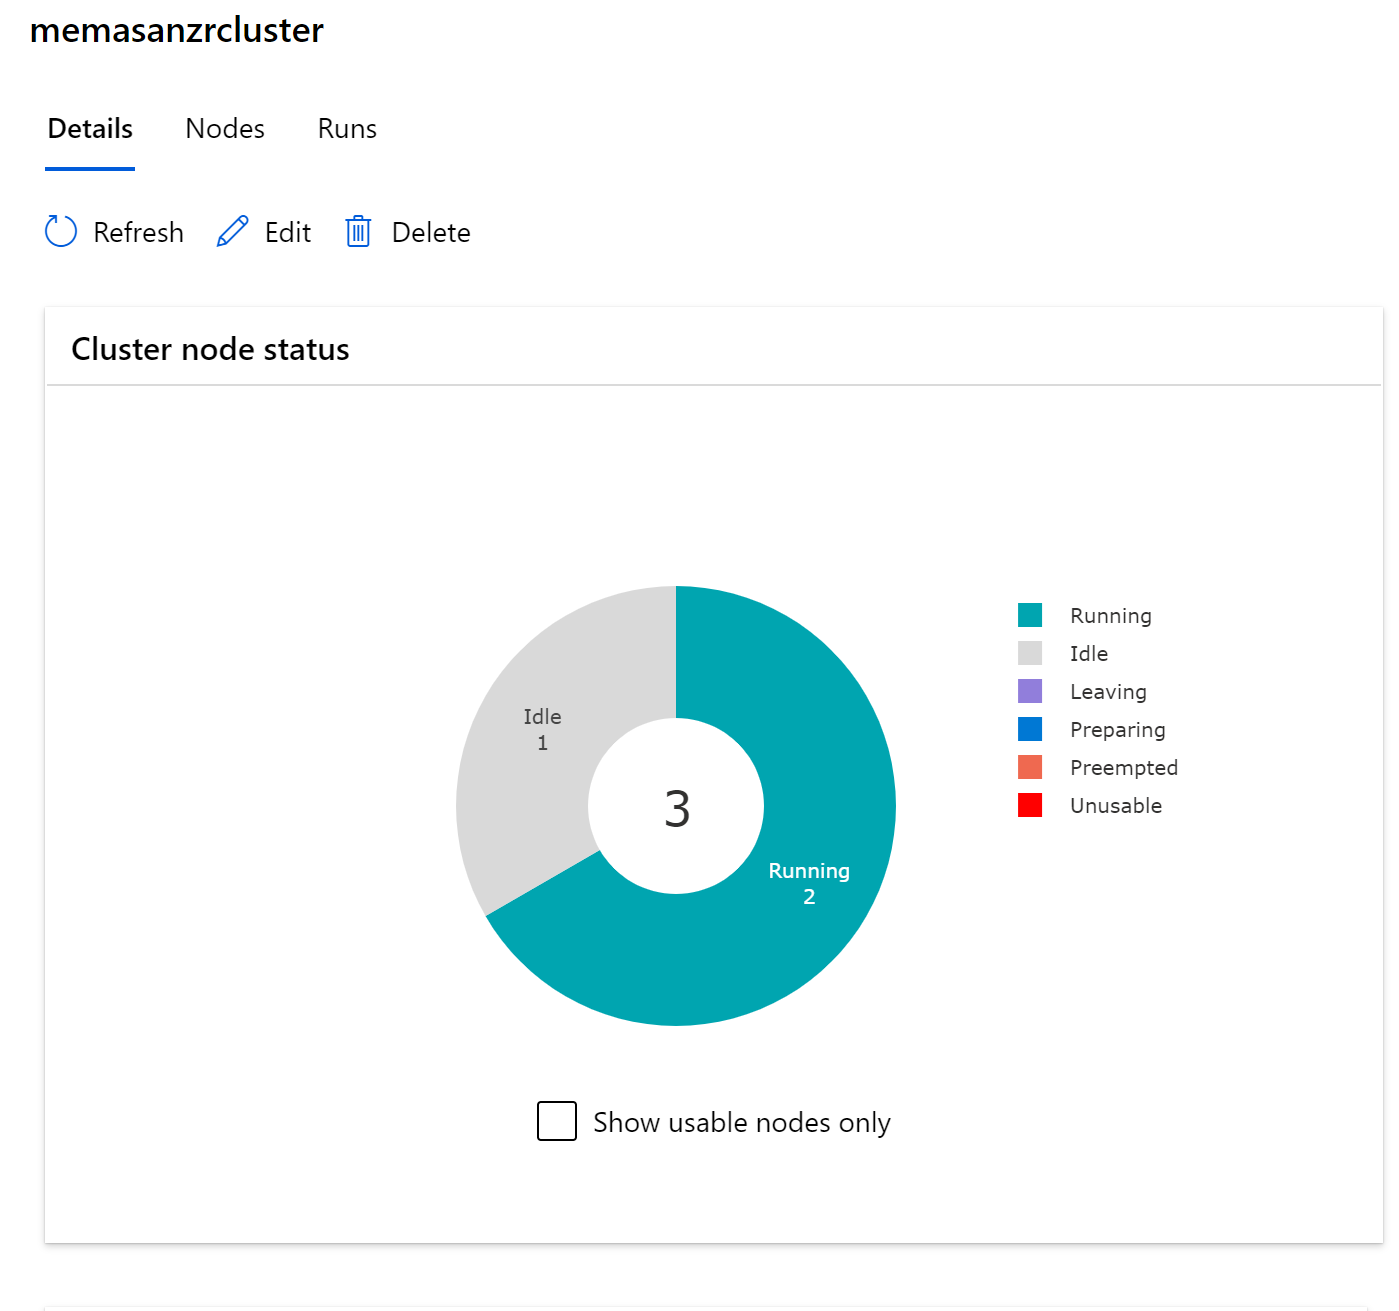 memasanzrcluster
Details Nodes Runs
Refresh Edit Delete
Cluster node status
Idle
1
3
Running
2
Running
Idle
Leaving
Preparing
Preempted
Unusable
Show usable nodes only